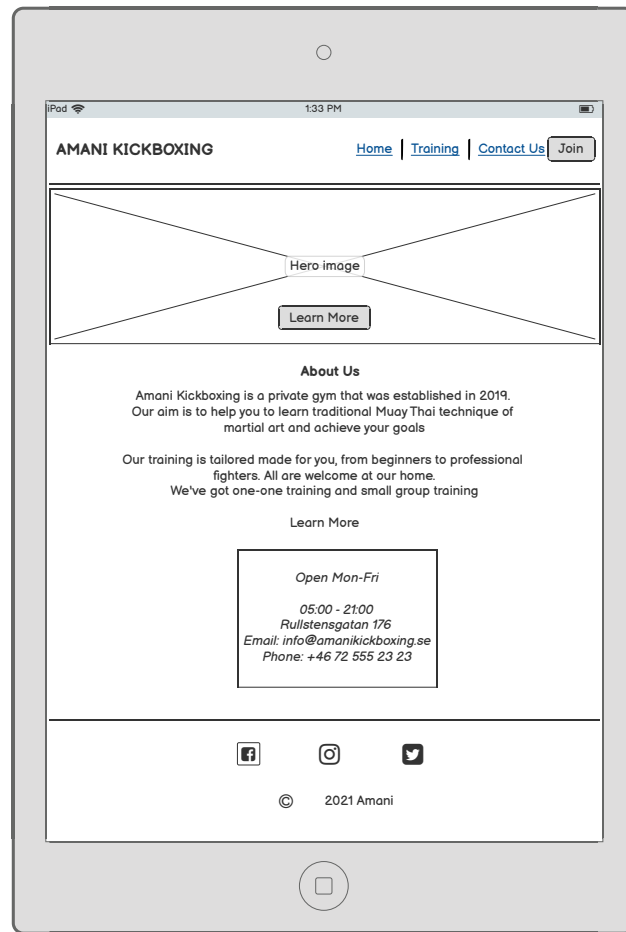 iPad 1:33 PM
AMANI KICKBOXING Home Training Contact Us Join
Hero image
Learn More
About Us
Amani Kickboxing is a private gym that was established in 2019.
Our aim is to help you to learn traditional Muay Thai technique of
martial art and achieve your goals
Our training is tailored made for you, from beginners to professional
fighters. All are welcome at our home.
We've got one-one training and small group training
Learn More
Open Mon-Fri
05:00 - 21:00
Rullstensgatan 176
Email: info@amanikickboxing.se
Phone: +46 72 555 23 23
© 2021 Amani